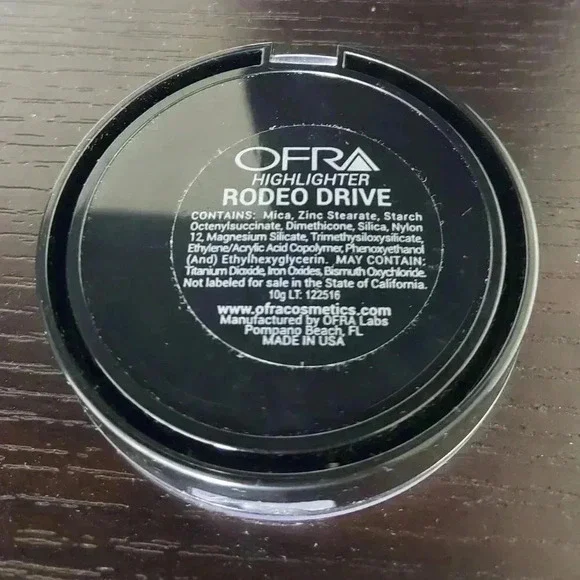 OFRA
HIGHLIGHTER
RODEO DRIVE
CONTAINS: Mica, Zinc Stearate, Starch
Octenylsuccinate, Dimethicone, Silica, Nylon
12, Magnesium Silicate, Trimethysiloxysilicate,
Ethylene/Acrylic Acid Copolymer, Phenoxyethanol
(And) Ethylhexyglycerin. MAY CONTAIN:
Titanium Dioxide, Iron Oxides, Bismuth Oxychloride.
Not labeled for sale in the State of California.
10g LT: 122516
www.ofracosmetics.com
Manufactured by OFRA Labs
Pompano Beach, FL
MADE IN USA